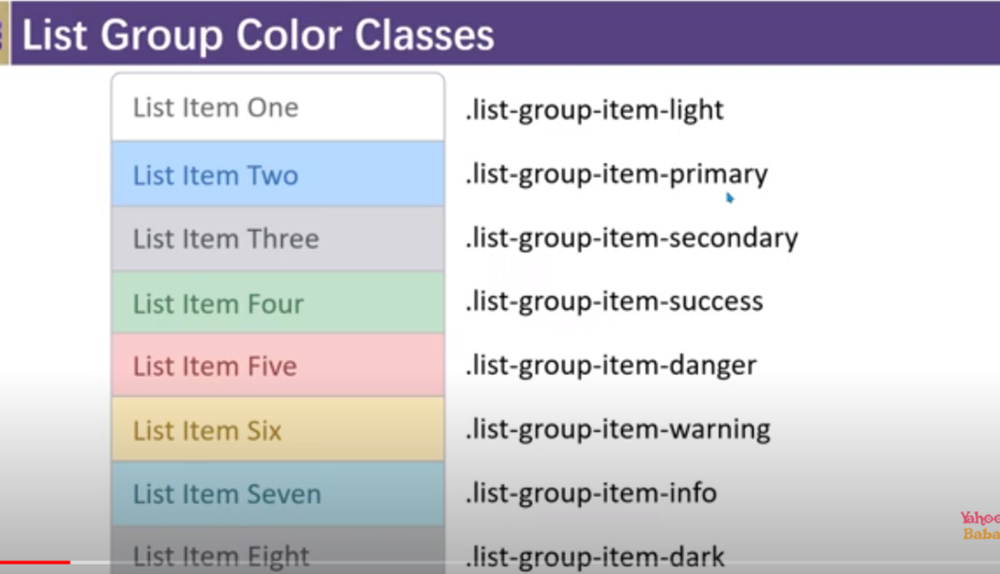 List Group Color Classes
List Item One .list-group-item-light
List Item Two .list-group-item-primary
List Item Three .list-group-item-secondary
List Item Four .list-group-item-success
List Item Five .list-group-item-danger
List Item Six .list-group-item-warning
List Item Seven .list-group-item-info
List Item Eight .list-group-item-dark
Yahoo
Baba